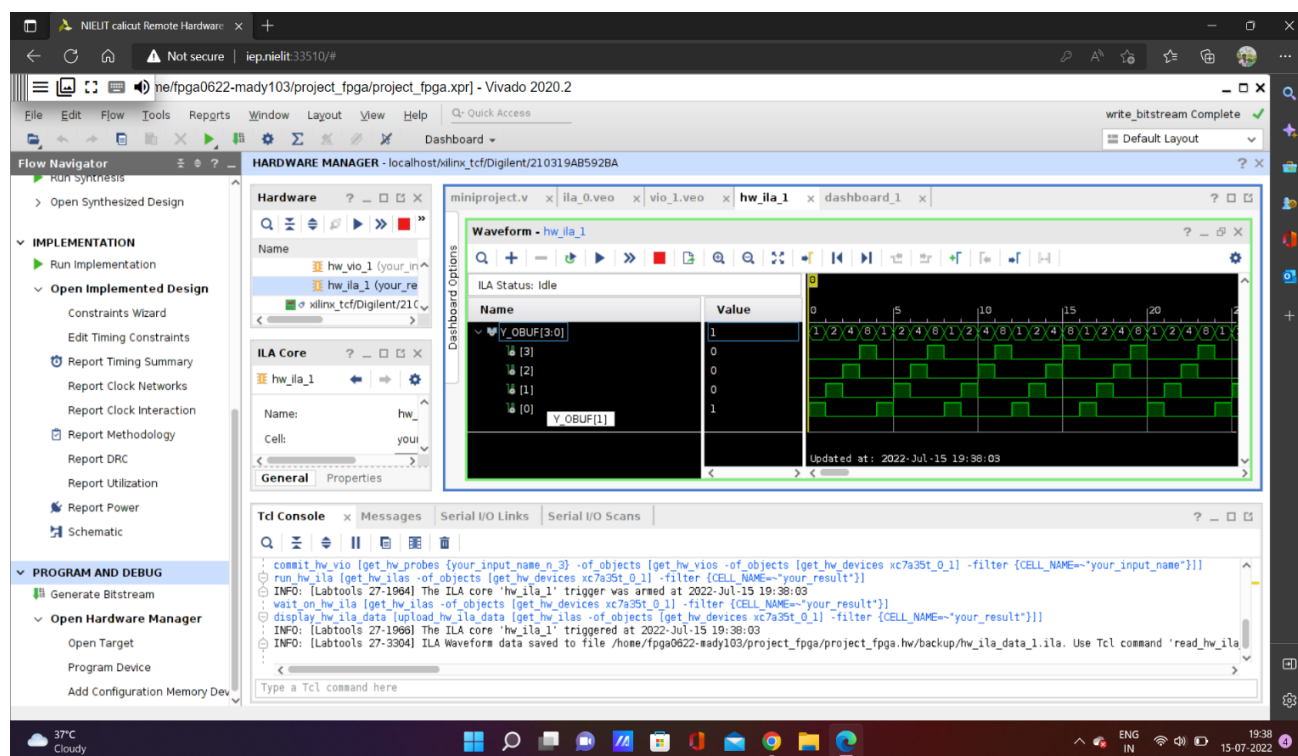 NIELIT calicut Remote Hardware
Not secure | iep.nielit:33510/#
me/fpga0622-mady103/project_fpga/project_fpga.xpr] - Vivado 2020.2
File Edit Flow Tools Reports Window Layout View Help Q- Quick Access
write_bitstream Complete
Dashboard
Default Layout
Flow Navigator
HARDWARE MANAGER - localhost/xilinx_tcf/Digilent/210319AB592BA
Run Synthesis
Open Synthesized Design
IMPLEMENTATION
Run Implementation
Open Implemented Design
Constraints Wizard
Edit Timing Constraints
Report Timing Summary
Report Clock Networks
Report Clock Interaction
Report Methodology
Report DRC
Report Utilization
Report Power
Schematic
PROGRAM AND DEBUG
Generate Bitstream
Open Hardware Manager
Open Target
Program Device
Add Configuration Memory Dev
Hardware
Name
hw_vio_1 (your_in
hw_ila_1 (your_re
xilinx_tcf/Digilent/210
ILA Core
hw_ila_1
Name: hw_
Cell: your
General Properties
miniproject.v ila_0.veo vio_1.veo hw_ila_1 dashboard_1
Dashboard Options
Waveform - hw_ila_1
ILA Status: Idle
Name Value
0
0 5 10 15 20 2
Y_OBUF[3:0] 1 1 2 4 8 1 2 4 8 1 2 4 8 1 2 4 8 1 2 4 8 1 2 4 8 1
[3] 0
[2] 0
[1] 0
[0] 1
Y_OBUF[1]
Updated at: 2022-Jul-15 19:38:03
Tcl Console Messages Serial I/O Links Serial I/O Scans
commit_hw_vio [get_hw_probes {your_input_name_n_3} -of_objects [get_hw_vios -of_objects [get_hw_devices xc7a35t_0_1] -filter {CELL_NAME=~"your_input_name"}]]
run_hw_ila [get_hw_ilas -of_objects [get_hw_devices xc7a35t_0_1] -filter {CELL_NAME=~"your_result"}]
INFO: [Labtools 27-1964] The ILA core 'hw_ila_1' trigger was armed at 2022-Jul-15 19:38:03
wait_on_hw_ila [get_hw_ilas -of_objects [get_hw_devices xc7a35t_0_1] -filter {CELL_NAME=~"your_result"}]
display_hw_ila_data [upload_hw_ila_data [get_hw_ilas -of_objects [get_hw_devices xc7a35t_0_1] -filter {CELL_NAME=~"your_result"}]]
INFO: [Labtools 27-1966] The ILA core 'hw_ila_1' triggered at 2022-Jul-15 19:38:03
INFO: [Labtools 27-3304] ILA Waveform data saved to file /home/fpga0622-mady103/project_fpga/project_fpga.hw/backup/hw_ila_data_1.ila. Use Tcl command 'read_hw_ila
Type a Tcl command here
37°C
Cloudy
ENG
IN
19:38
15-07-2022
4